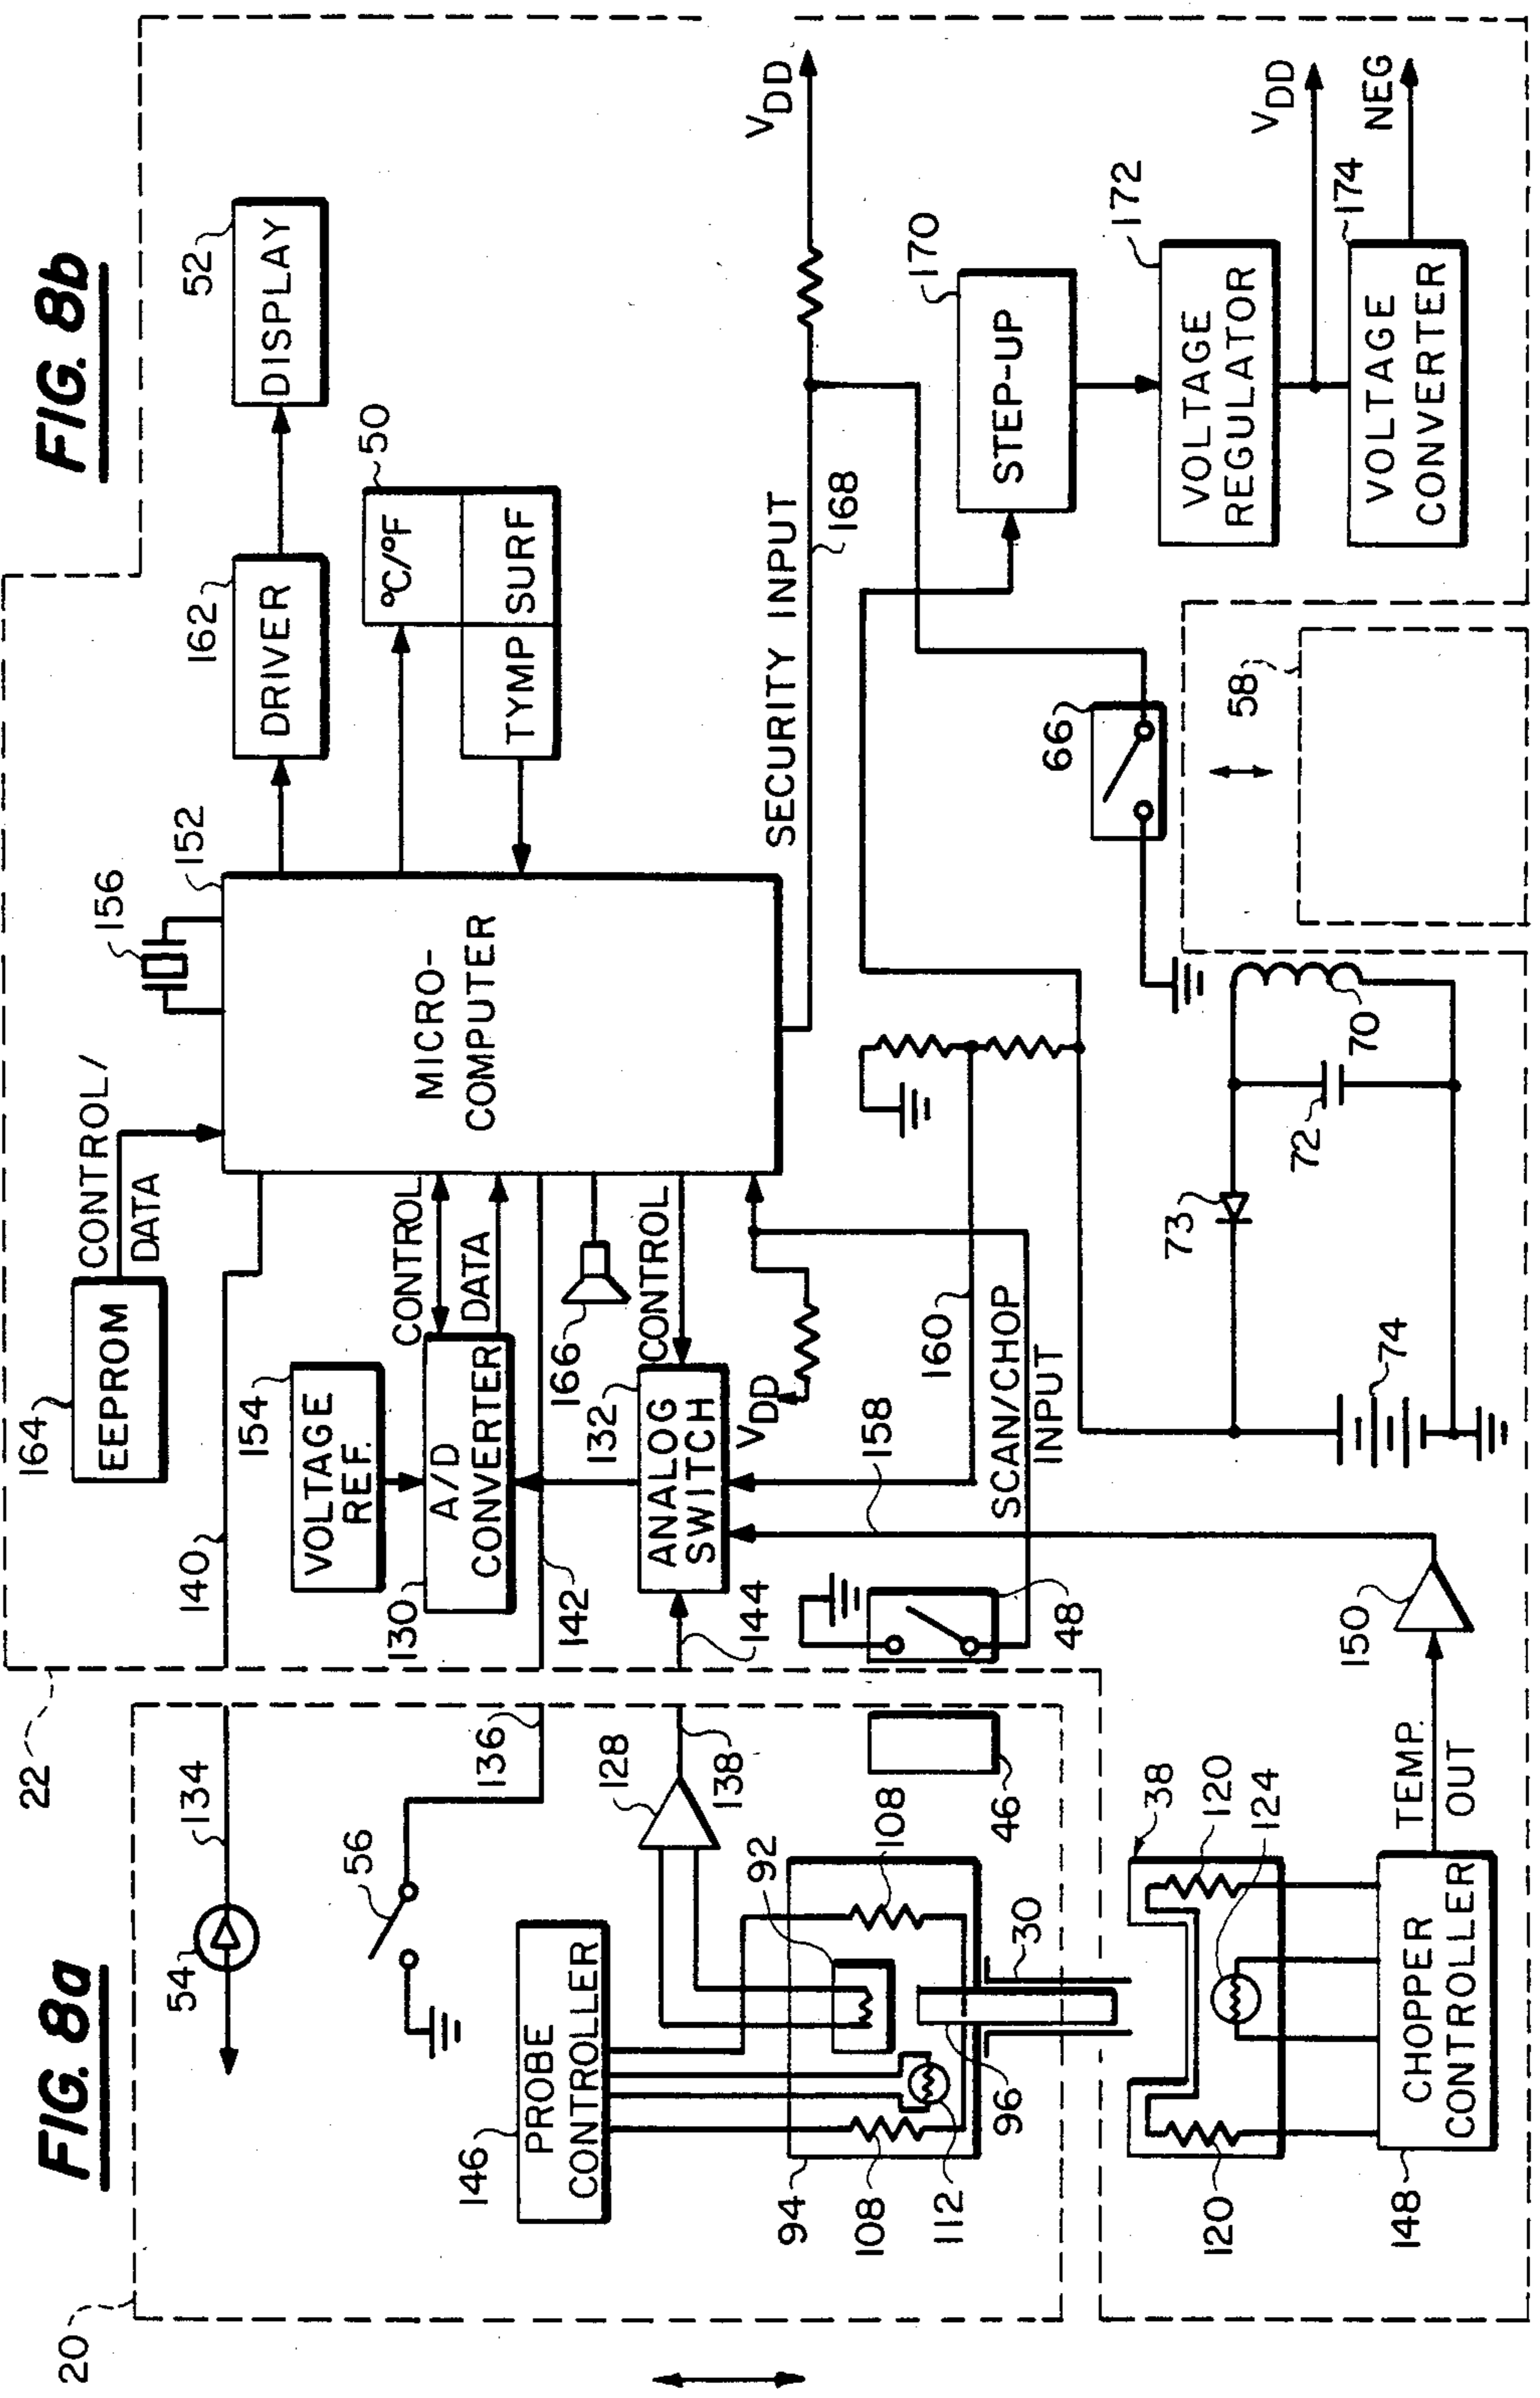 FIG. 8a
FIG. 8b
20
22
54
134
140
164
EEPROM
CONTROL/
DATA
156
152
MICRO-
COMPUTER
162
DRIVER
52
DISPLAY
50
°C/°F
TYMP
SURF
154
VOLTAGE
REF.
CONTROL
DATA
130
A/D
CONVERTER
56
136
142
166
146
PROBE
CONTROLLER
128
138
144
132
ANALOG
SWITCH
CONTROL
VDD
SECURITY INPUT
168
VDD
94
108
112
92
108
96
30
46
48
158
160
SCAN/CHOP
INPUT
66
58
170
STEP-UP
172
VOLTAGE
REGULATOR
VDD
174
VOLTAGE
CONVERTER
NEG
38
120
120
124
148
CHOPPER
CONTROLLER
TEMP.
OUT
150
74
73
72
70